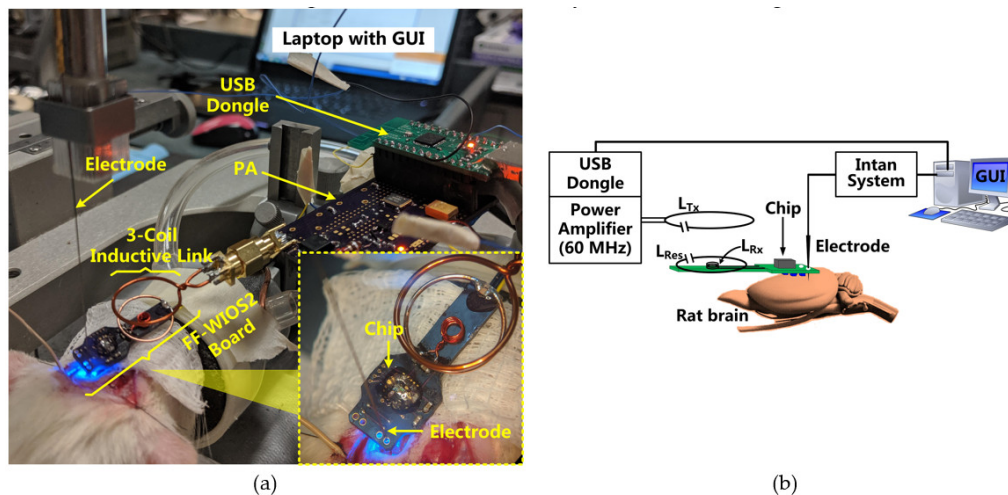 Laptop with GUI
USB
Dongle
Electrode
PA
3-Coil
Inductive Link
FF-WIOS2
Board
Chip
Electrode
(a)
USB
Dongle
Power
Amplifier
(60 MHz)
Intan
System
GUI
LTx
Chip
LRes
LRx
Electrode
Rat brain
(b)